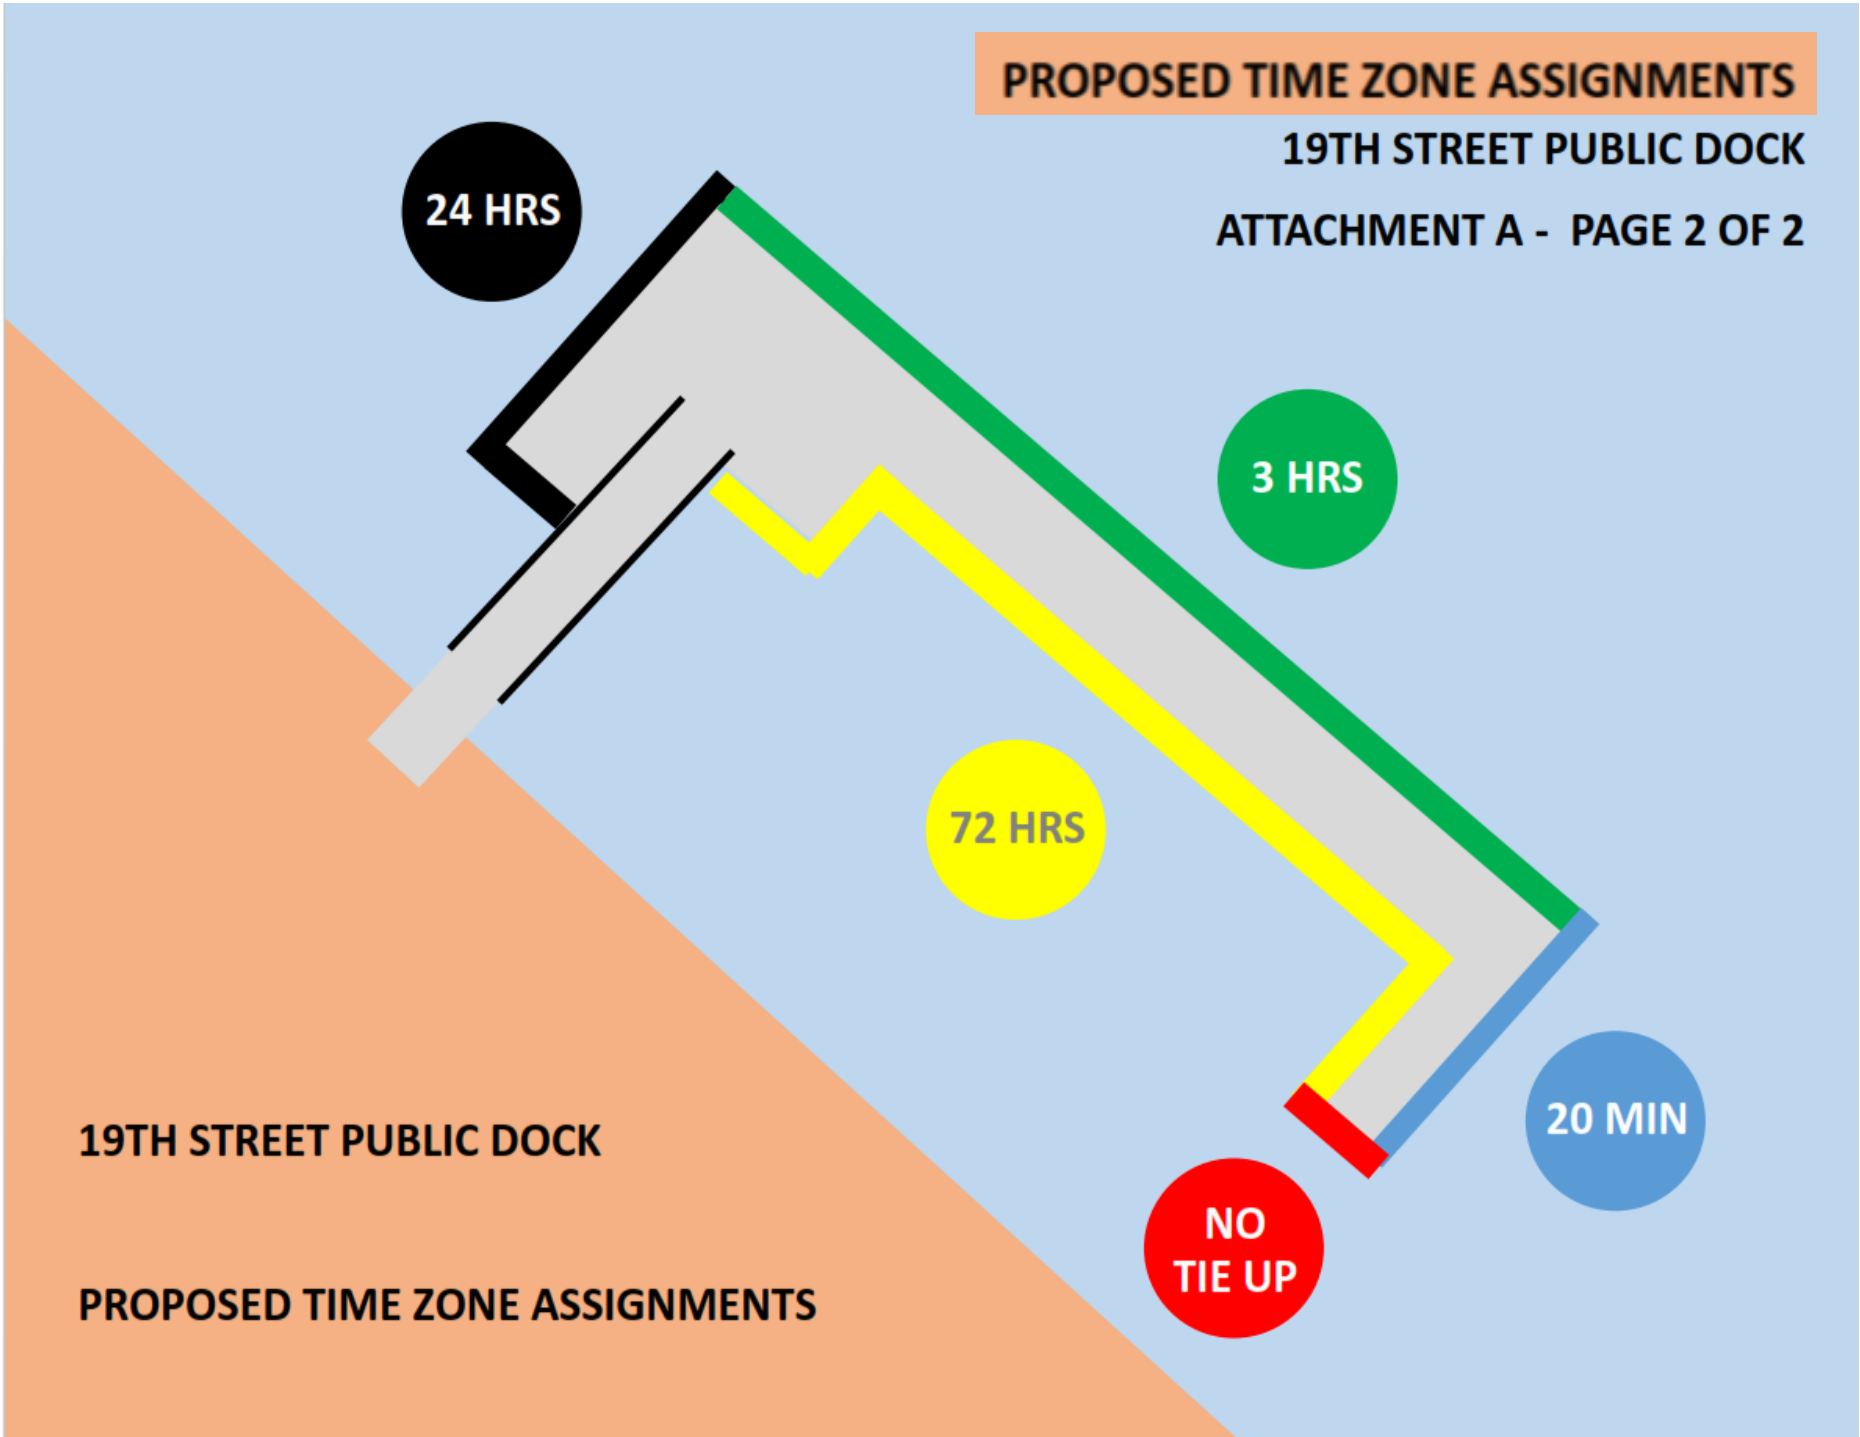 PROPOSED TIME ZONE ASSIGNMENTS
19TH STREET PUBLIC DOCK
ATTACHMENT A - PAGE 2 OF 2
24 HRS
3 HRS
72 HRS
20 MIN
NO
TIE UP
19TH STREET PUBLIC DOCK
PROPOSED TIME ZONE ASSIGNMENTS